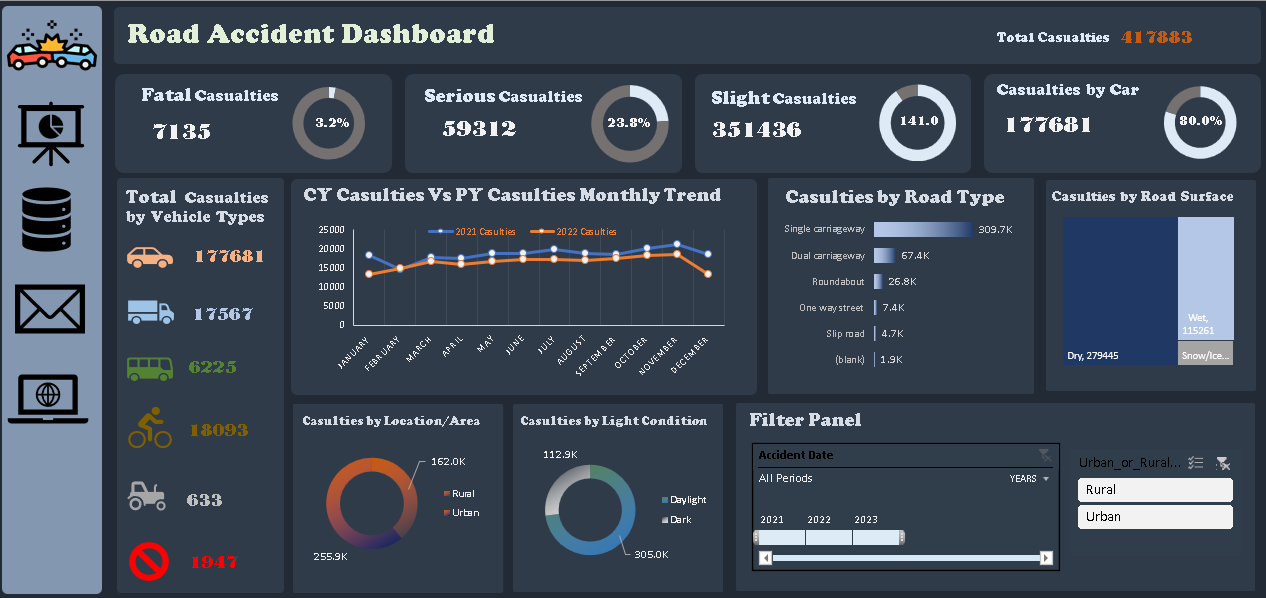 Road Accident Dashboard
Total Casualties 417883
Fatal Casualties
7135
3.2%
Serious Casualties
59312
23.8%
Slight Casualties
351436
141.0
Casualties by Car
177681
80.0%
Total Casualties
by Vehicle Types
177681
17567
6225
18093
633
1947
CY Casulties Vs PY Casulties Monthly Trend
2021 Casulties
2022 Casulties
25000
20000
15000
10000
5000
0
JANUARY
FEBRUARY
MARCH
APRIL
MAY
JUNE
JULY
AUGUST
SEPTEMBER
OCTOBER
NOVEMBER
DECEMBER
Casulties by Road Type
Single carriageway 309.7K
Dual carriageway 67.4K
Roundabout 26.8K
One way street 7.4K
Slip road 4.7K
(blank) 1.9K
Casulties by Road Surface
Wet,
115261
Dry, 279445
Snow/Ice...
Casulties by Location/Area
162.0K
Rural
Urban
255.9K
Casulties by Light Condition
112.9K
Daylight
Dark
305.0K
Filter Panel
Accident Date
All Periods
YEARS
2021 2022 2023
Urban_or_Rural...
Rural
Urban